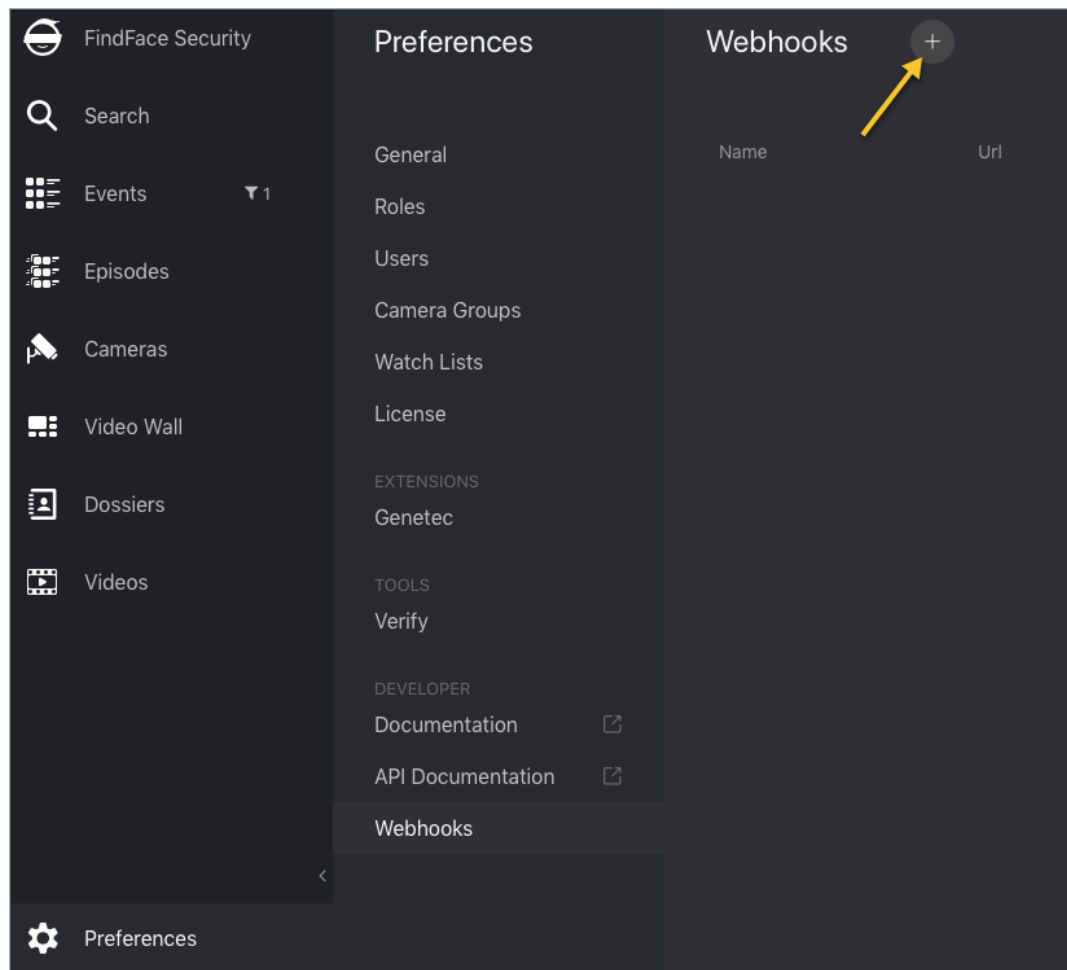 FindFace Security
Search
Events 1
Episodes
Cameras
Video Wall
Dossiers
Videos
Preferences
Preferences
General
Roles
Users
Camera Groups
Watch Lists
License
EXTENSIONS
Genetec
TOOLS
Verify
DEVELOPER
Documentation
API Documentation
Webhooks
Webhooks +
Name Url